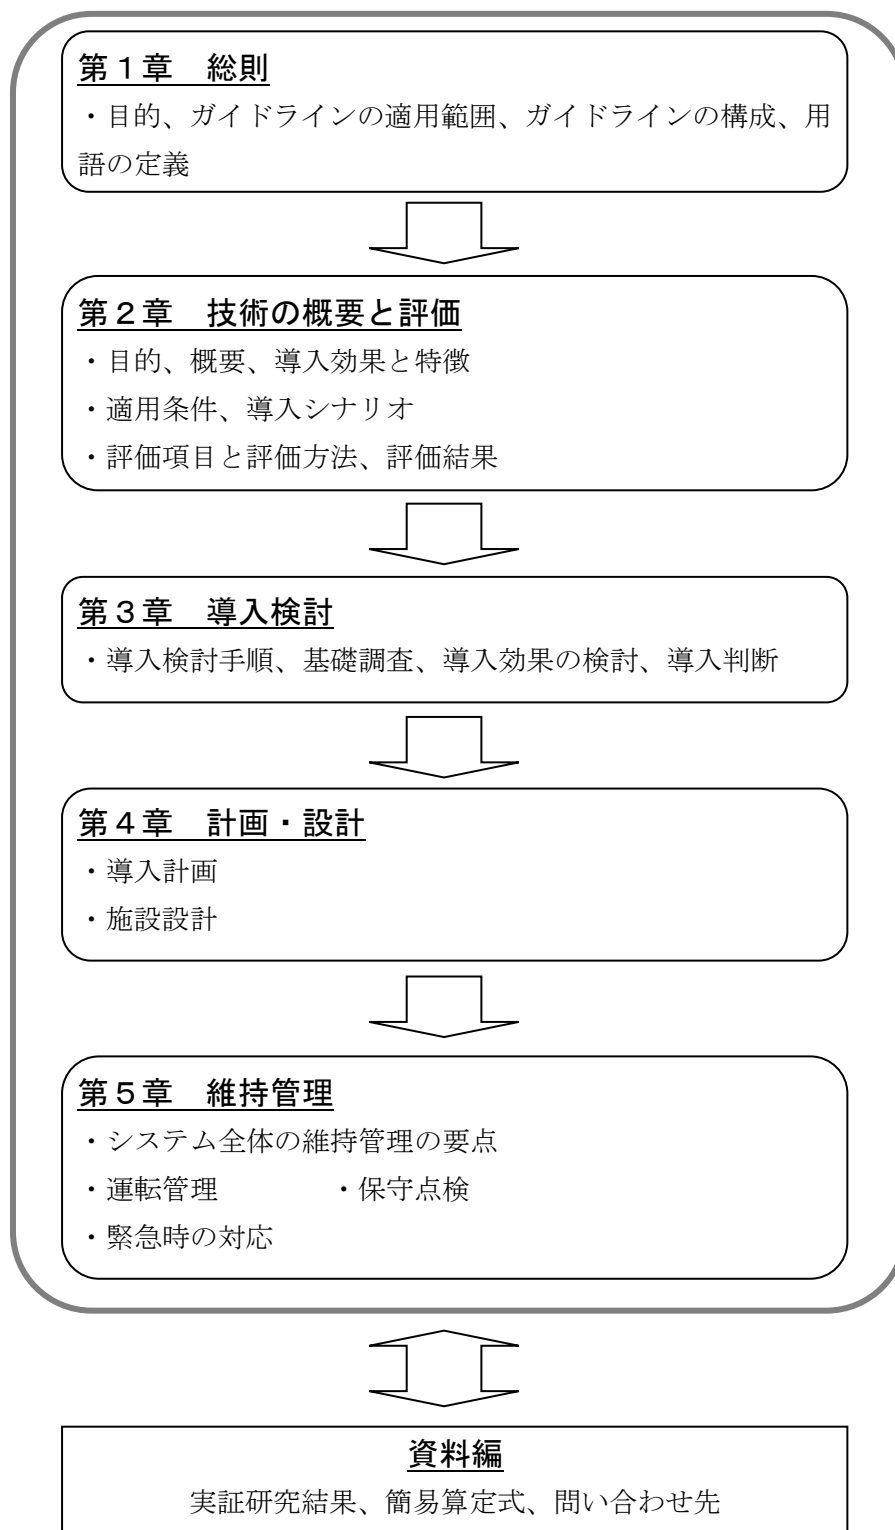 第１章　総則
・目的、ガイドラインの適用範囲、ガイドラインの構成、用
語の定義
第２章　技術の概要と評価
・目的、概要、導入効果と特徴
・適用条件、導入シナリオ
・評価項目と評価方法、評価結果
第３章　導入検討
・導入検討手順、基礎調査、導入効果の検討、導入判断
第４章　計画・設計
・導入計画
・施設設計
第５章　維持管理
・システム全体の維持管理の要点
・運転管理　　　　・保守点検
・緊急時の対応
資料編
実証研究結果、簡易算定式、問い合わせ先